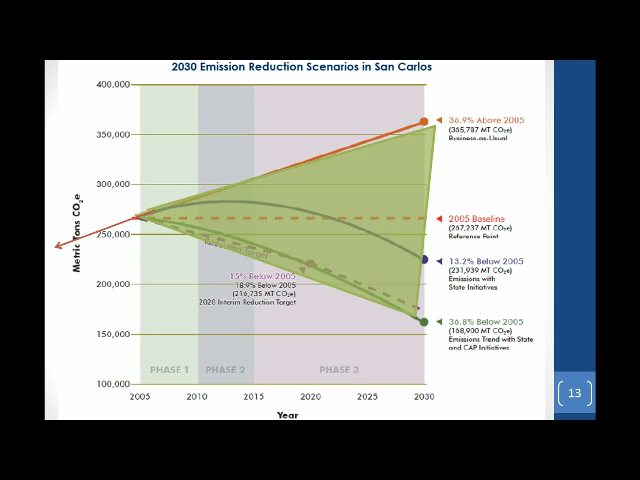 2030 Emission Reduction Scenarios in San Carlos
400,000
350,000
300,000
250,000
200,000
150,000
100,000
Metric Tons CO2e
36.9% Above 2005
(365,787 MT CO2e)
Business-as-Usual
2005 Baseline
(267,237 MT CO2e)
Reference Point
13.2% Below 2005
(231,939 MT CO2e)
Emissions with
State Initiatives
36.8% Below 2005
(168,900 MT CO2e)
Emissions Trend with State
and CAP Initiatives
Target
15% Below 2005
18.9% Below 2005
(216,735 MT CO2e)
2020 Interim Reduction Target
PHASE 1
PHASE 2
PHASE 3
2005 2010 2015 2020 2025 2030
Year
13